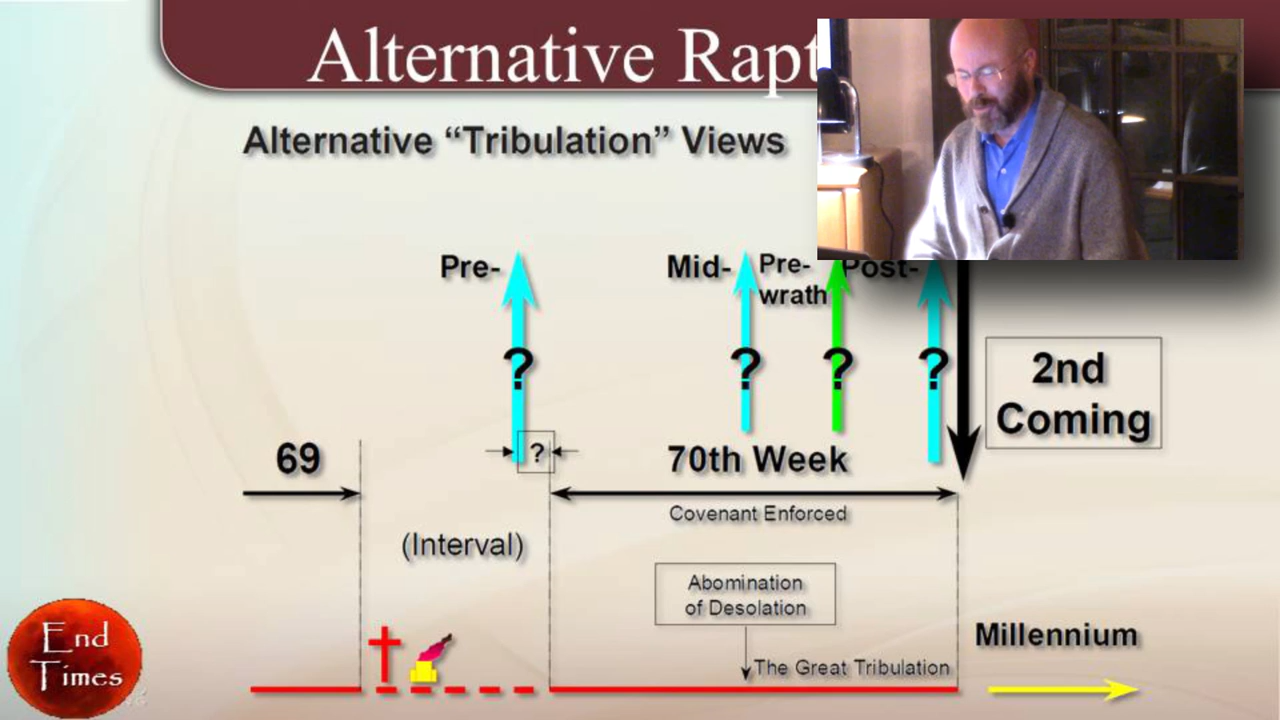 Alternative Rapt
Alternative “Tribulation” Views
Pre-
Mid-
Pre-
wrath
Post-
?
?
?
?
2nd
Coming
?
69
70th Week
Covenant Enforced
(Interval)
Abomination
of Desolation
Millennium
The Great Tribulation
End
Times